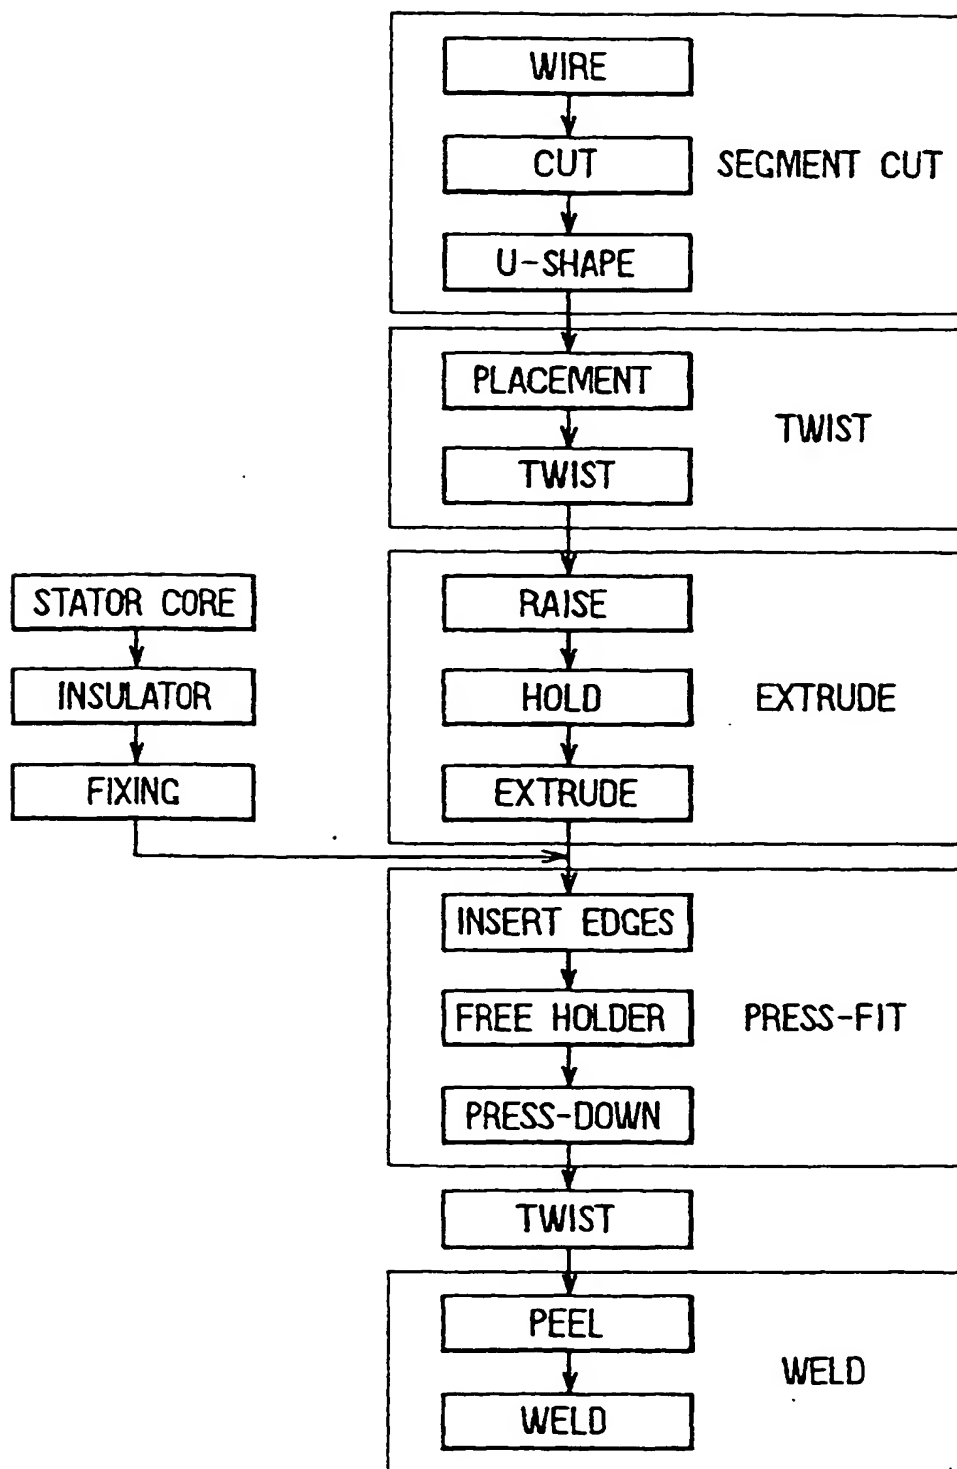 WIRE
CUT
SEGMENT CUT
U-SHAPE
PLACEMENT
TWIST
TWIST
STATOR CORE
RAISE
INSULATOR
HOLD
EXTRUDE
FIXING
EXTRUDE
INSERT EDGES
FREE HOLDER
PRESS-FIT
PRESS-DOWN
TWIST
PEEL
WELD
WELD